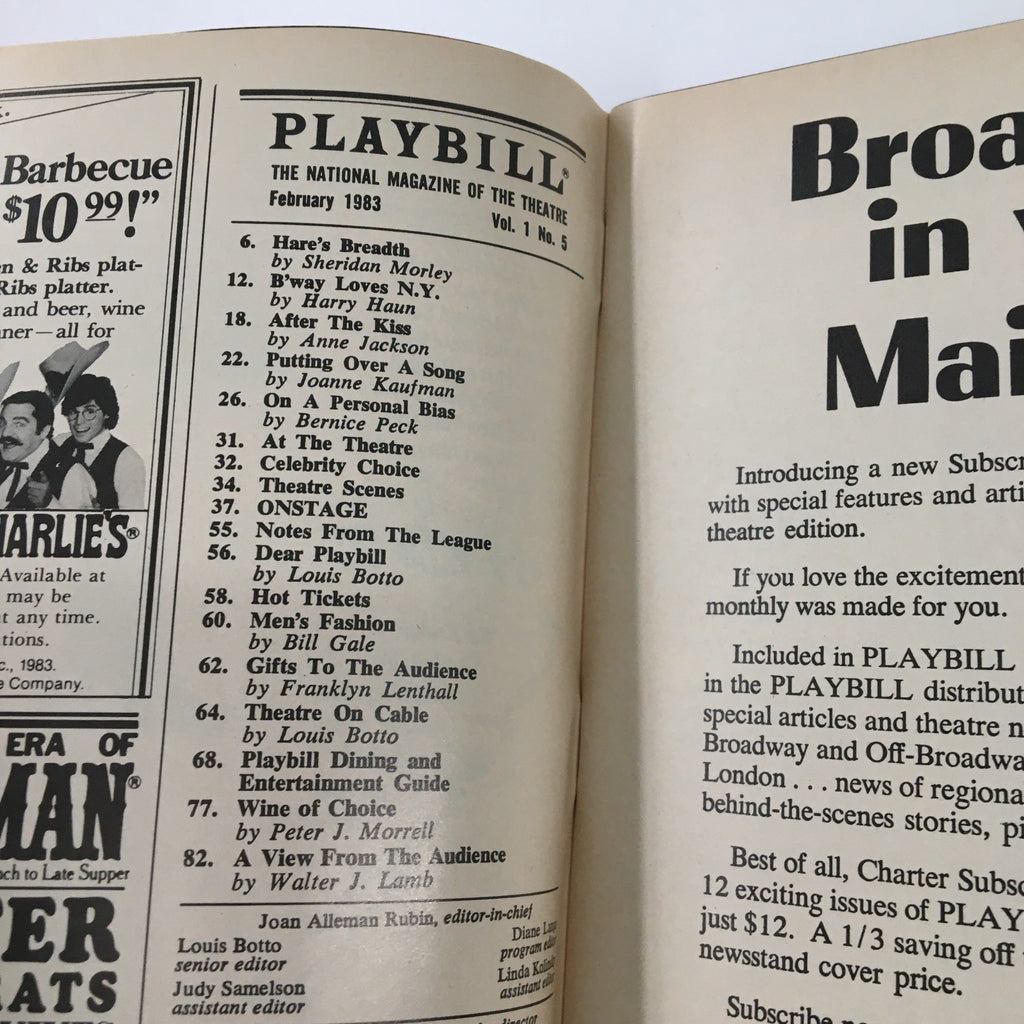 Barbecue
$10.99!”
n & Ribs plat-
Ribs platter.
and beer, wine
ner—all for
HARLIE'S®
Available at
may be
t any time.
tions.
c., 1983.
e Company.
ERA OF
MAN®
ch to Late Supper
TER
EATS
PLAYBILL®
THE NATIONAL MAGAZINE OF THE THEATRE
February 1983
Vol. 1 No. 5
6. Hare's Breadth
by Sheridan Morley
12. B'way Loves N.Y.
by Harry Haun
18. After The Kiss
by Anne Jackson
22. Putting Over A Song
by Joanne Kaufman
26. On A Personal Bias
by Bernice Peck
31. At The Theatre
32. Celebrity Choice
34. Theatre Scenes
37. ONSTAGE
55. Notes From The League
56. Dear Playbill
by Louis Botto
58. Hot Tickets
60. Men's Fashion
by Bill Gale
62. Gifts To The Audience
by Franklyn Lenthall
64. Theatre On Cable
by Louis Botto
68. Playbill Dining and
Entertainment Guide
77. Wine of Choice
by Peter J. Morrell
82. A View From The Audience
by Walter J. Lamb
Joan Alleman Rubin, editor-in-chief
Louis Botto
senior editor
Judy Samelson
assistant editor
Diane
program editor
Linda
assistant editor
director
Broa
in
Mai
Introducing a new Subscr
with special features and arti
theatre edition.
If you love the excitement
monthly was made for you.
Included in PLAYBILL
in the PLAYBILL distribut
special articles and theatre n
Broadway and Off-Broadwa
London . . . news of regiona
behind-the-scenes stories, pi
Best of all, Charter Subsc
12 exciting issues of PLAY
just $12. A 1/3 saving off
newsstand cover price.
Subscribe